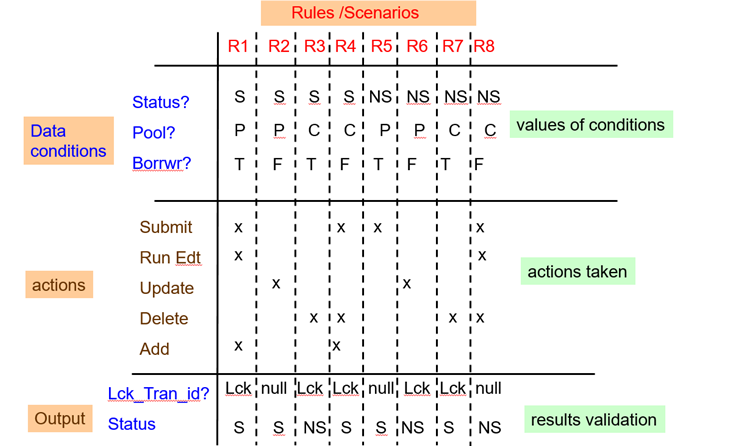 Rules /Scenarios
R1 R2 R3 R4 R5 R6 R7 R8
Status? S S S S NS NS NS NS
Data conditions
Pool? P P C C P P C C
values of conditions
Borrwr? T F T F T F T F
Submit x x x x
Run Edt x x
actions
Update x x
actions taken
Delete x x x x
Add x x
Lck_Tran_id? Lck null Lck Lck null Lck Lck null
Output
Status S S NS S S NS S NS
results validation